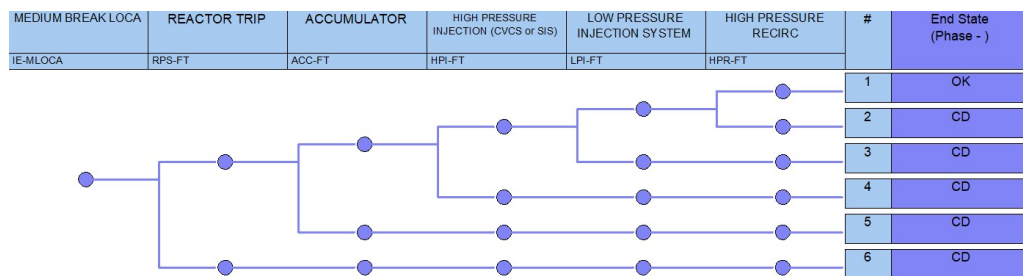 MEDIUM BREAK LOCA
REACTOR TRIP
ACCUMULATOR
HIGH PRESSURE
INJECTION (CVCS or SIS)
LOW PRESSURE
INJECTION SYSTEM
HIGH PRESSURE
RECIRC
#
End State
(Phase - )
IE-MLOCA
RPS-FT
ACC-FT
HPI-FT
LPI-FT
HPR-FT
1 OK
2 CD
3 CD
4 CD
5 CD
6 CD